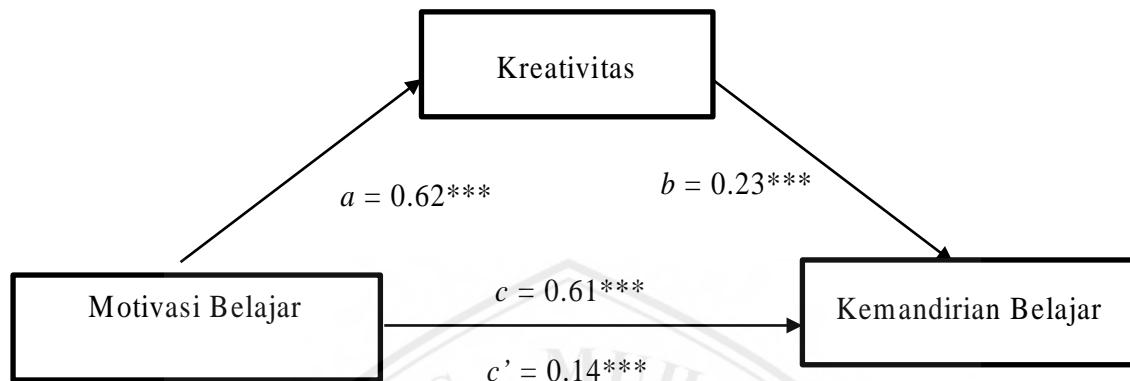 Kreativitas
a = 0.62***
b = 0.23***
Motivasi Belajar
c = 0.61***
Kemandirian Belajar
c’ = 0.14***